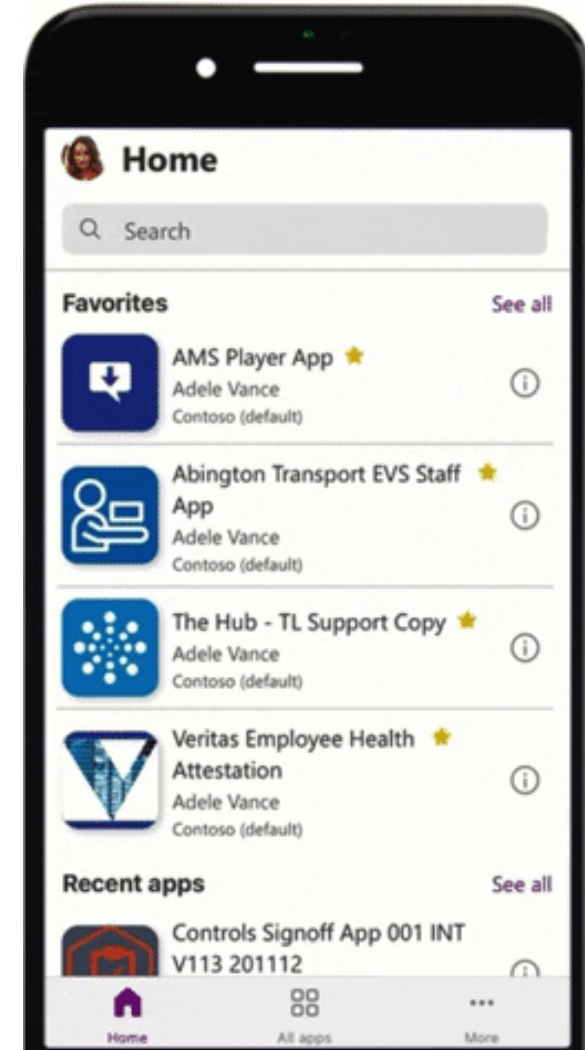 Home
Search
Favorites
See all
AMS Player App
Adele Vance
Contoso (default)
Abington Transport EVS Staff
App
Adele Vance
Contoso (default)
The Hub - TL Support Copy
Adele Vance
Contoso (default)
Veritas Employee Health
Attestation
Adele Vance
Contoso (default)
Recent apps
See all
Controls Signoff App 001 INT
V113 201112
Home
All apps
More